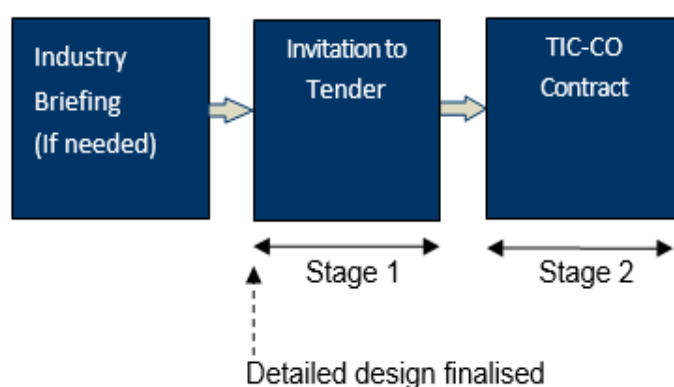 Industry
Briefing
(If needed)
Invitation to
Tender
TIC-CO
Contract
Stage 1
Stage 2
Detailed design finalised